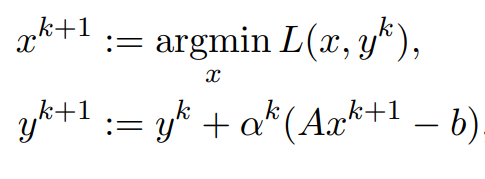 x^{k+1} := argmin_x L(x, y^k),
y^{k+1} := y^k + α^k(Ax^{k+1} − b).